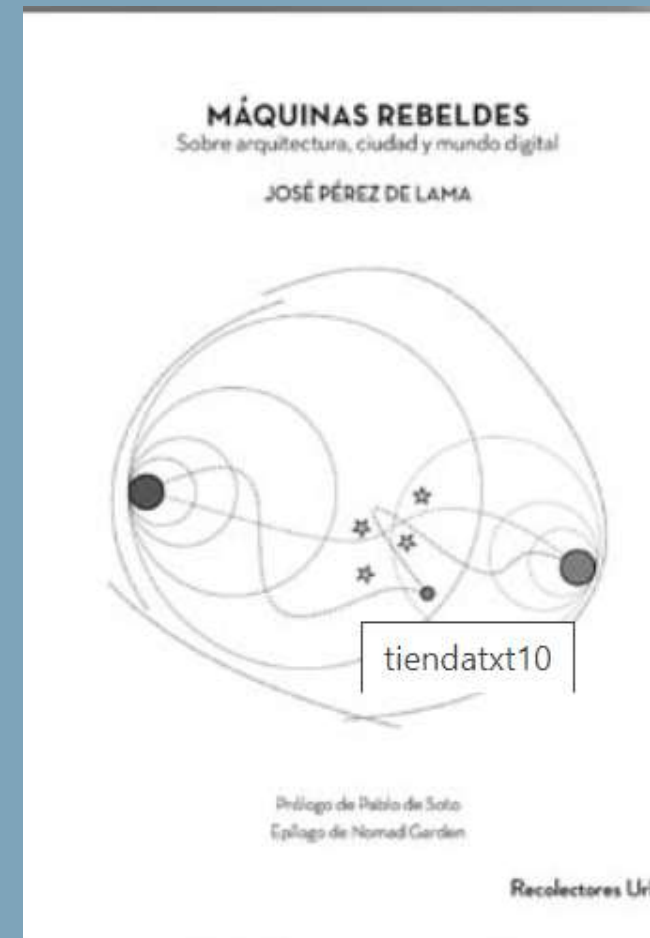 MÁQUINAS REBELDES
Sobre arquitectura, ciudad y mundo digital
JOSÉ PÉREZ DE LAMA
tiendatxt10
Prólogo de Pablo de Soto
Epílogo de Nomad Garden
Recolectores